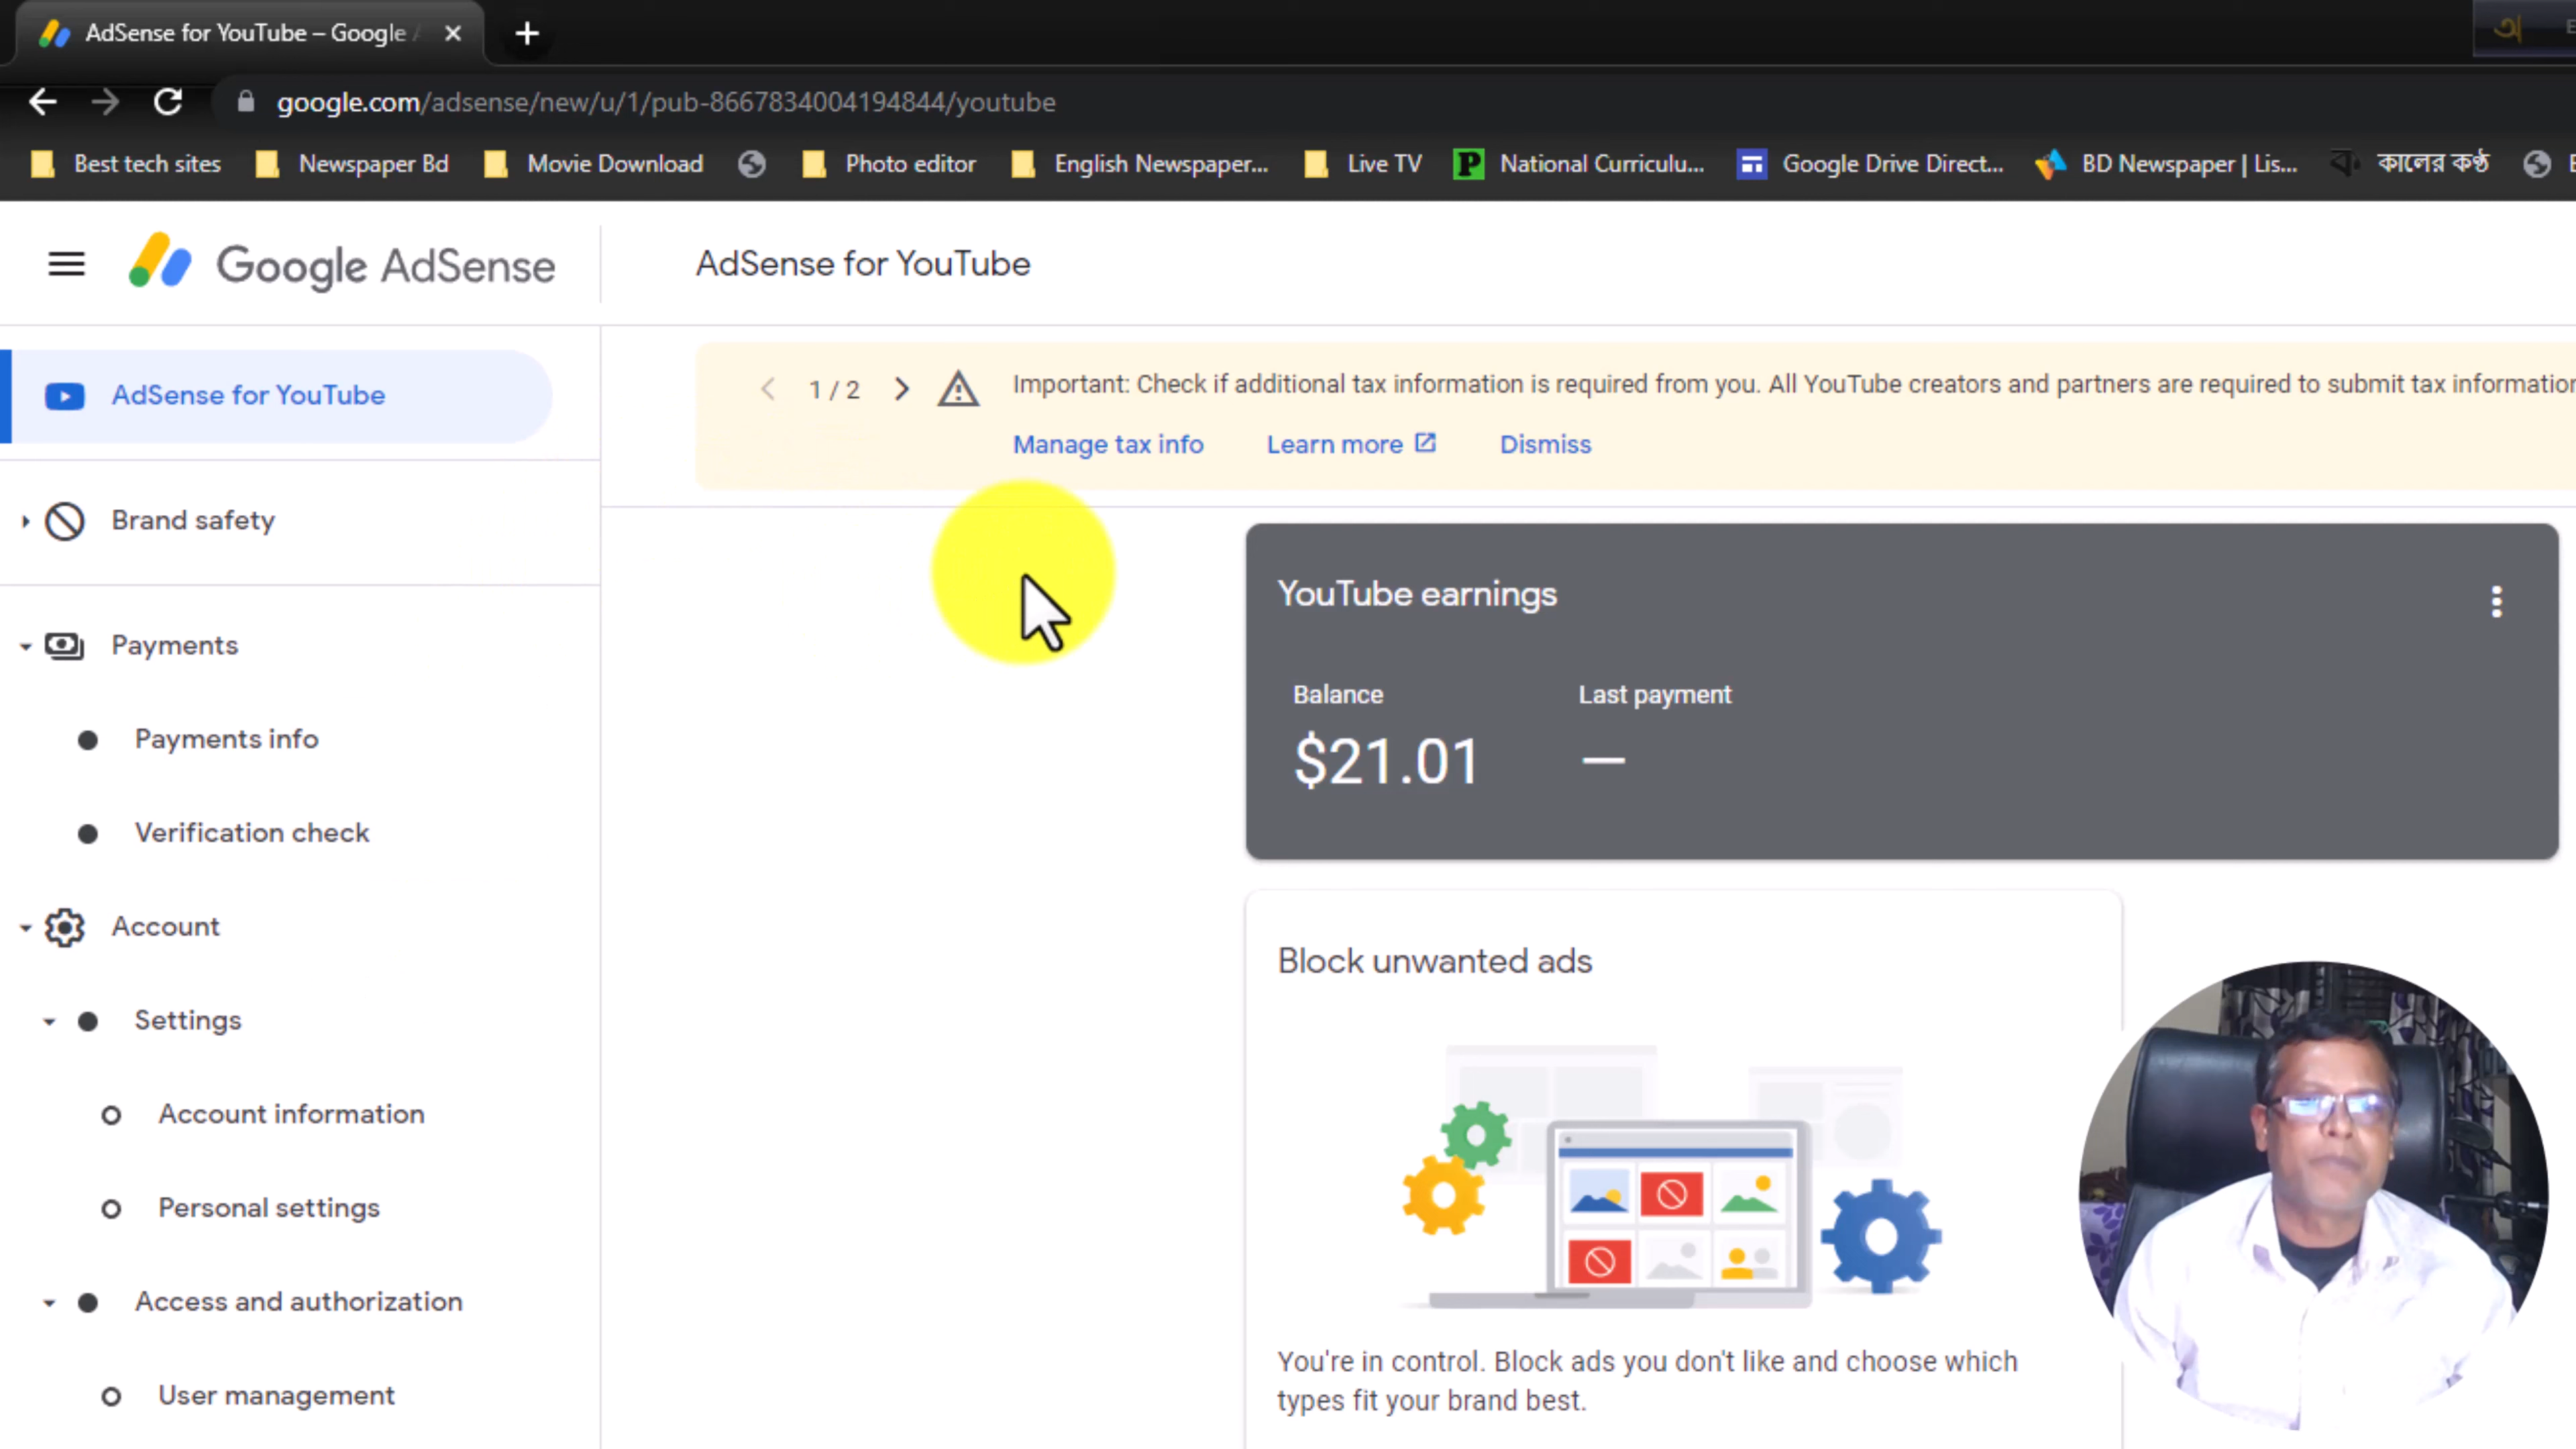 AdSense for YouTube – Google
google.com/adsense/new/u/1/pub-8667834004194844/youtube
Best tech sites Newspaper Bd Movie Download Photo editor English Newspaper... Live TV National Curriculu... Google Drive Direct... BD Newspaper | Lis... কালের কণ্ঠ
Google AdSense AdSense for YouTube
AdSense for YouTube
1 / 2 Important: Check if additional tax information is required from you. All YouTube creators and partners are required to submit tax information
Manage tax info Learn more Dismiss
Brand safety
Payments
Payments info
Verification check
Account
Settings
Account information
Personal settings
Access and authorization
User management
YouTube earnings
Balance Last payment
$21.01 —
Block unwanted ads
You're in control. Block ads you don't like and choose which
types fit your brand best.